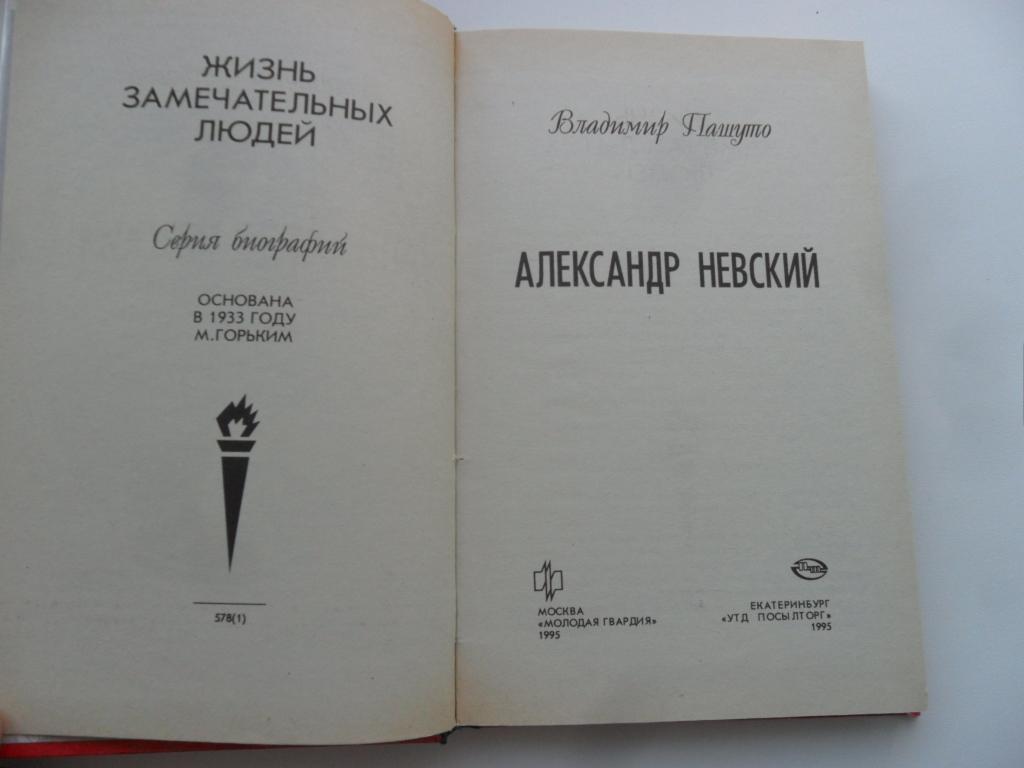 ЖИЗНЬ
ЗАМЕЧАТЕЛЬНЫХ
ЛЮДЕЙ
Серия биографий
ОСНОВАНА
В 1933 ГОДУ
М.ГОРЬКИМ
578(1)
Владимир Пашуто
АЛЕКСАНДР НЕВСКИЙ
МОСКВА
«МОЛОДАЯ ГВАРДИЯ»
1995
ЕКАТЕРИНБУРГ
«УТД ПОСЫЛТОРГ»
1995